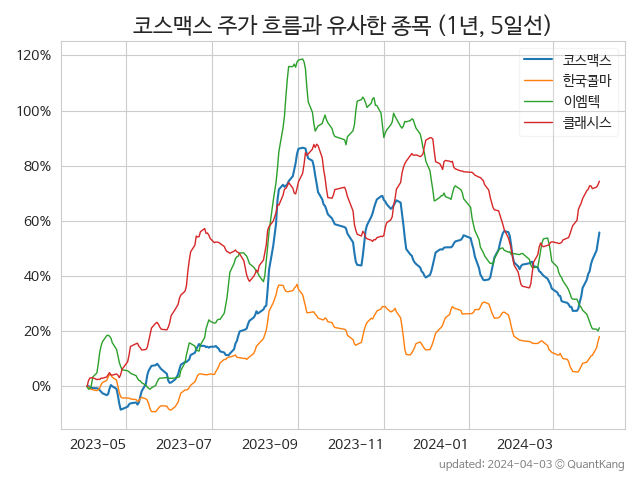 코스맥스 주가 흐름과 유사한 종목 (1년, 5일선)
120%
100%
80%
60%
40%
20%
0%
코스맥스
한국콜마
이엠텍
클래시스
2023-05 2023-07 2023-09 2023-11 2024-01 2024-03
updated: 2024-04-03 © QuantKang